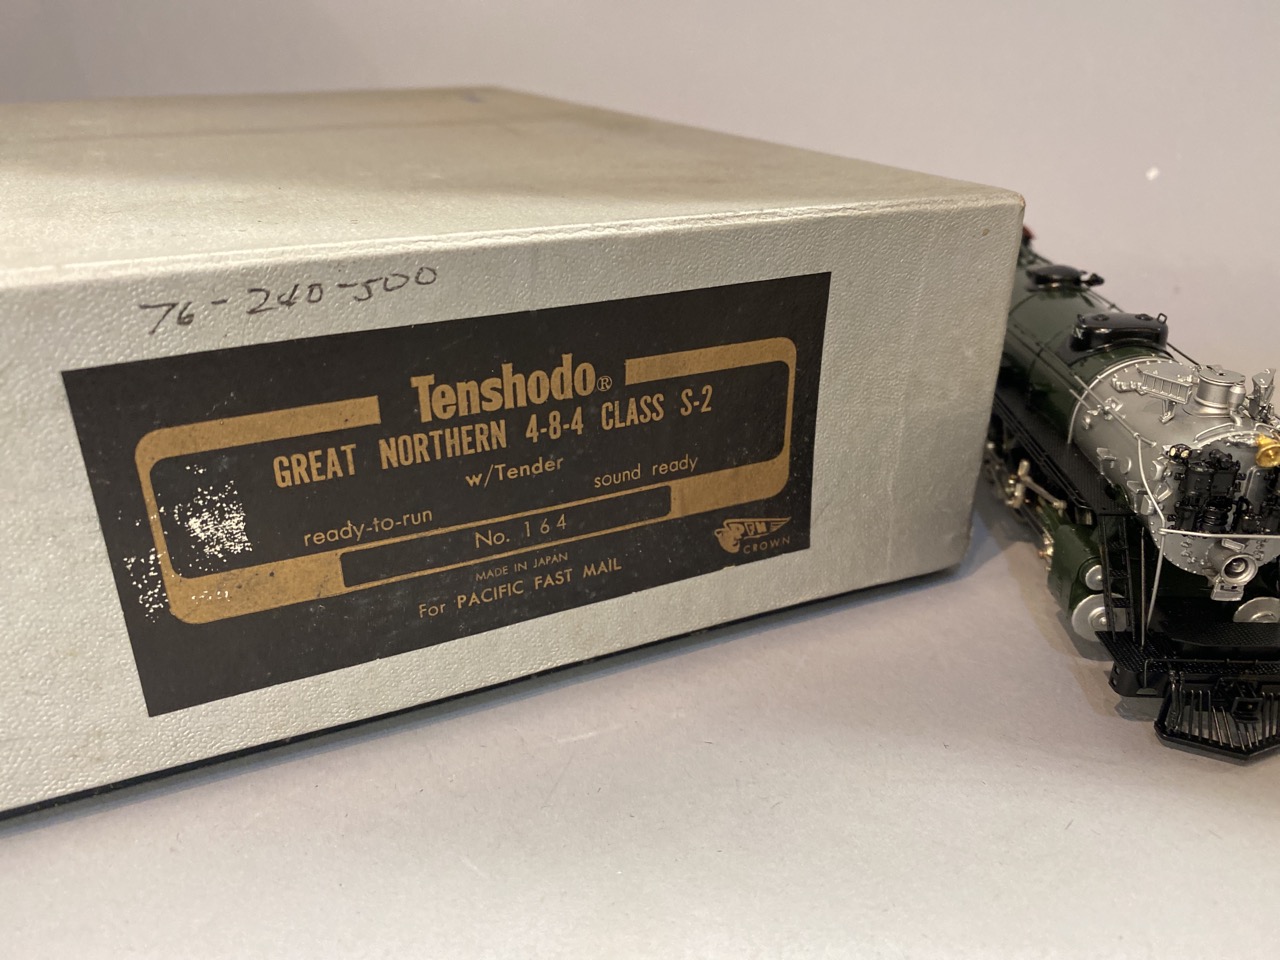 76-240-500
Tenshodo®
GREAT NORTHERN 4-8-4 CLASS S-2
w/Tender
ready-to-run sound ready
No. 164
MADE IN JAPAN
For PACIFIC FAST MAIL
PFM
CROWN